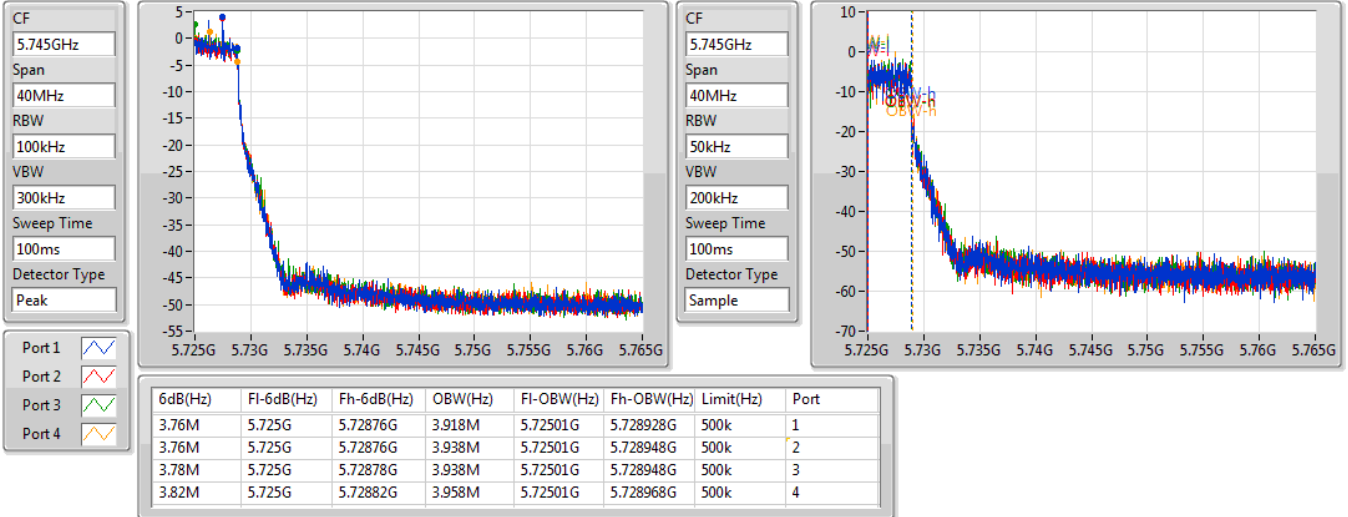 CF
5.745GHz
Span
40MHz
RBW
100kHz
VBW
300kHz
Sweep Time
100ms
Detector Type
Peak
5-
0-
-5-
-10-
-15-
-20-
-25-
-30-
-35-
-40-
-45-
-50-
-55-
5.725G 5.73G 5.735G 5.74G 5.745G 5.75G 5.755G 5.76G 5.765G
CF
5.745GHz
Span
40MHz
RBW
50kHz
VBW
200kHz
Sweep Time
100ms
Detector Type
Sample
10-
0-
-10-
-20-
-30-
-40-
-50-
-60-
-70-
OBW-h
OBW-h
OBW-h
5.725G 5.73G 5.735G 5.74G 5.745G 5.75G 5.755G 5.76G 5.765G
Port 1
Port 2
Port 3
Port 4
6dB(Hz) Fl-6dB(Hz) Fh-6dB(Hz) OBW(Hz) Fl-OBW(Hz) Fh-OBW(Hz) Limit(Hz) Port
3.76M 5.725G 5.72876G 3.918M 5.72501G 5.728928G 500k 1
3.76M 5.725G 5.72876G 3.938M 5.72501G 5.728948G 500k 2
3.78M 5.725G 5.72878G 3.938M 5.72501G 5.728948G 500k 3
3.82M 5.725G 5.72882G 3.958M 5.72501G 5.728968G 500k 4